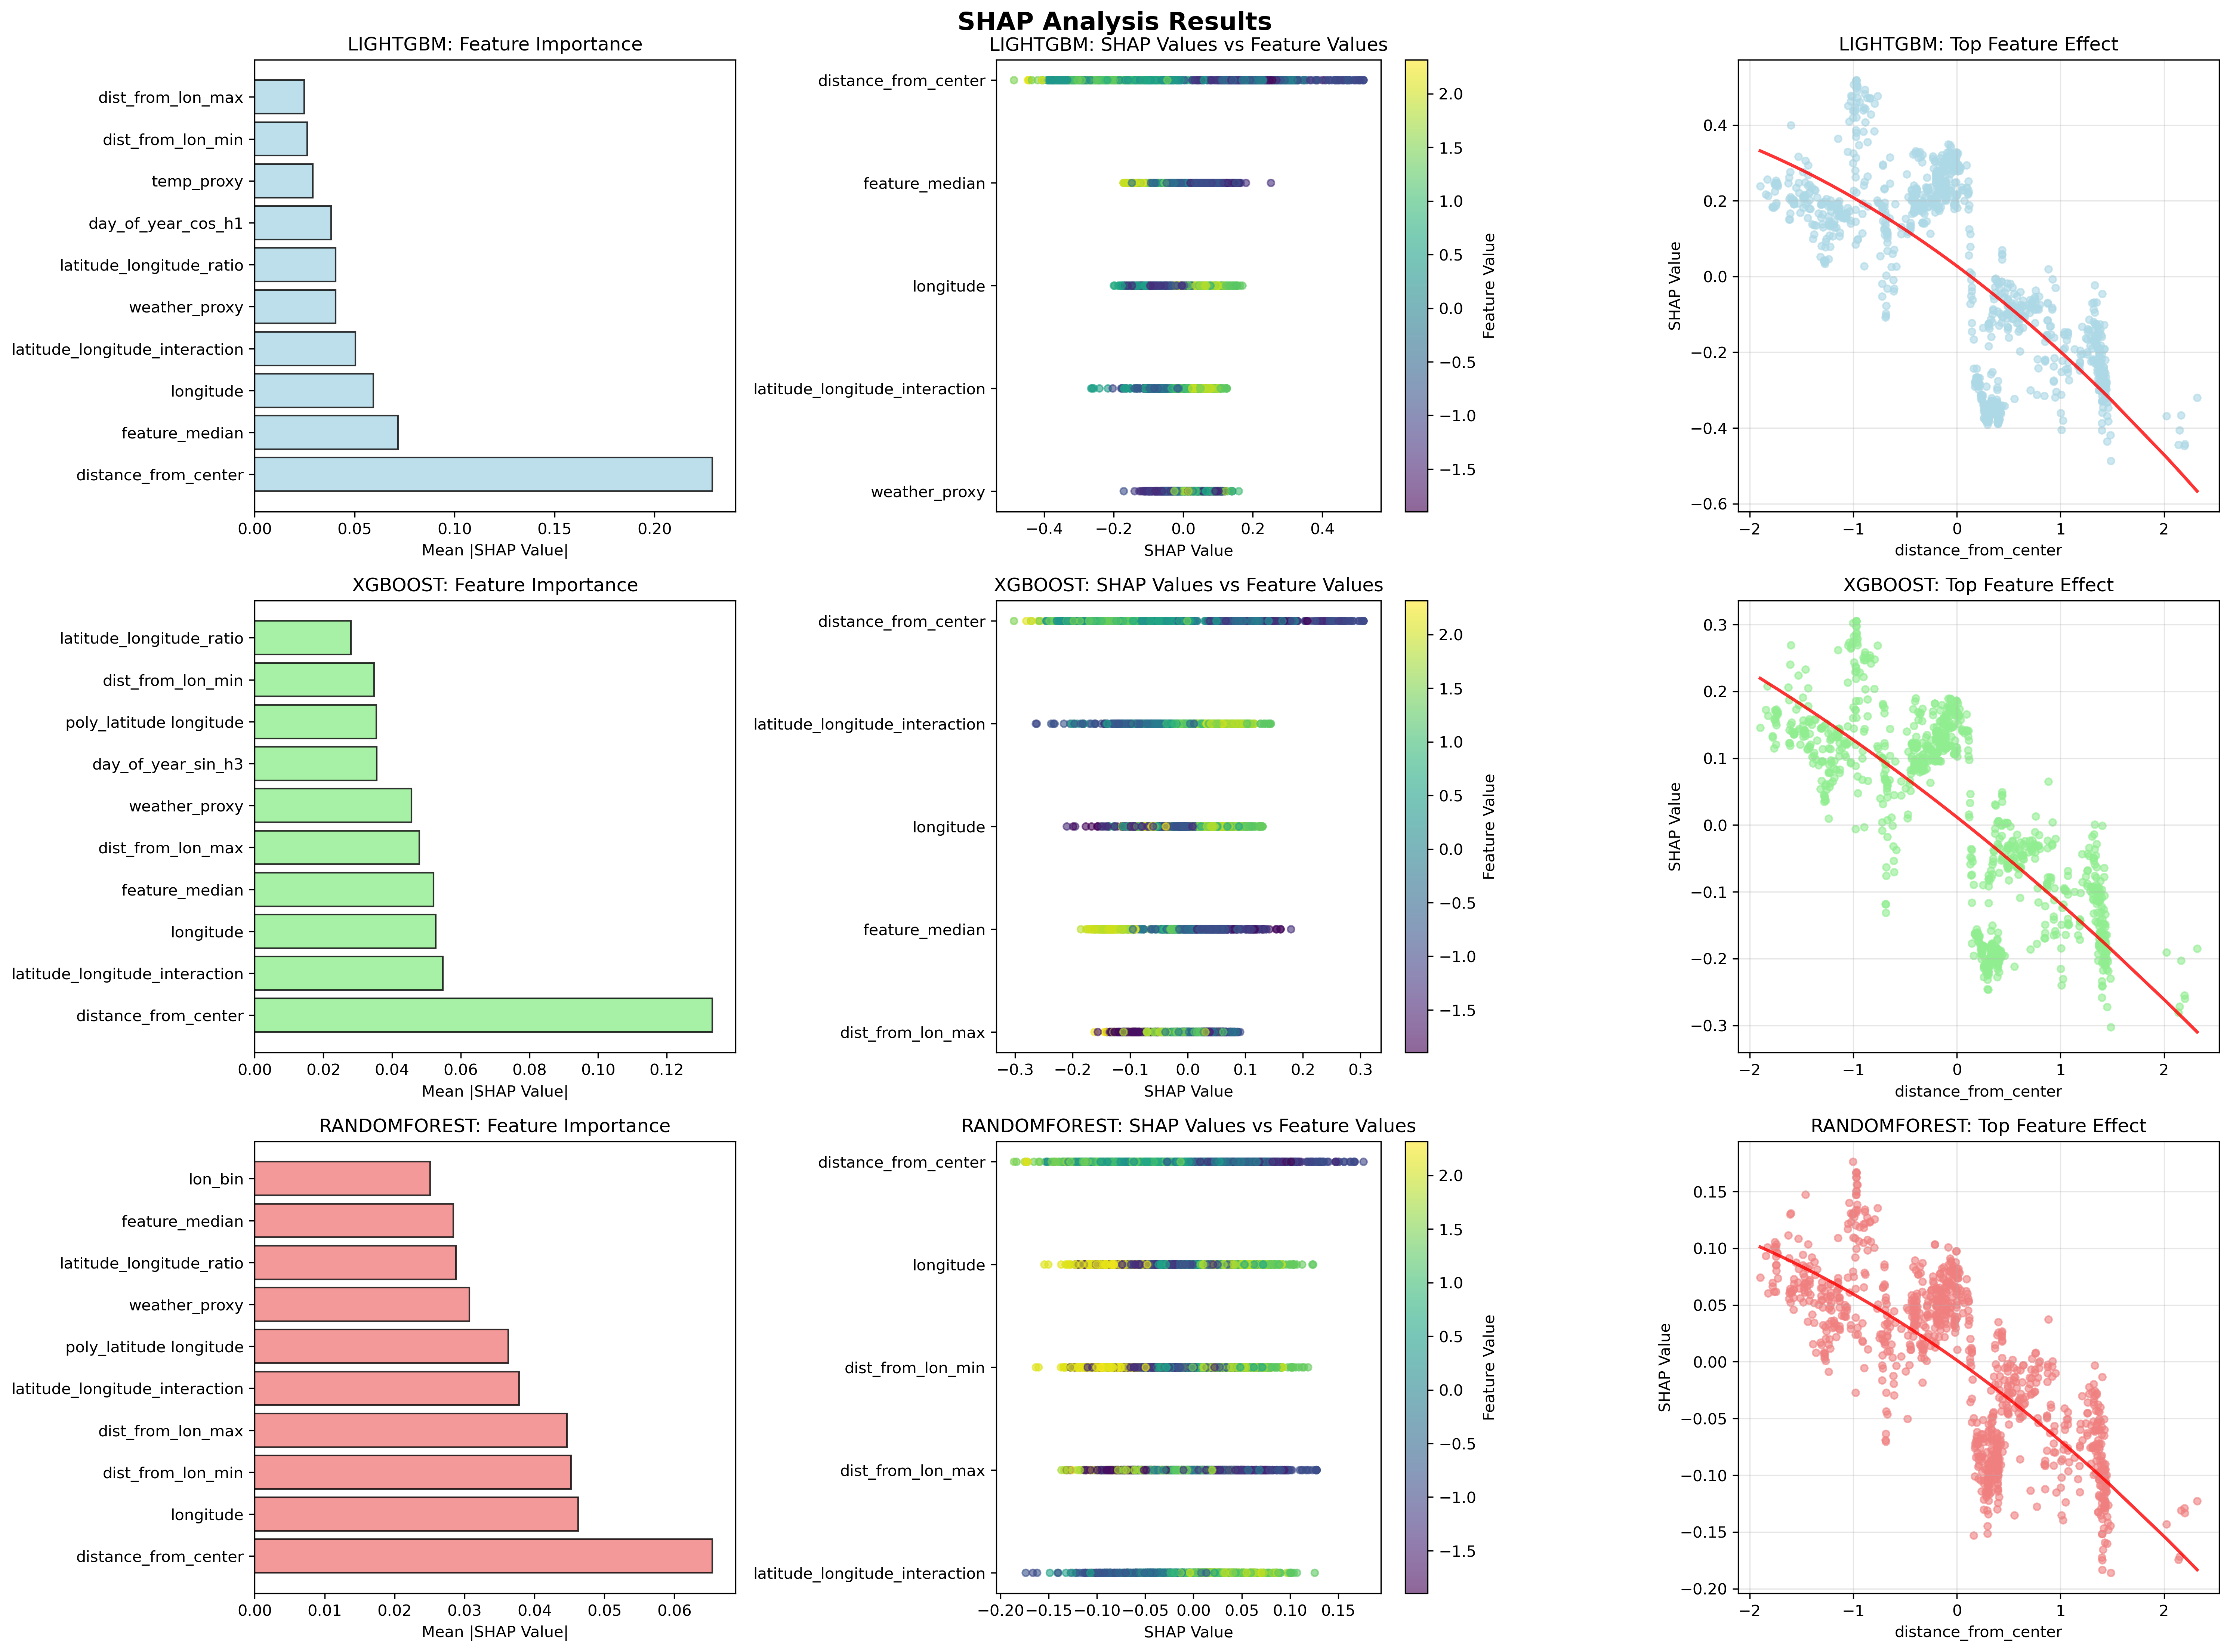 SHAP Analysis Results
LIGHTGBM: Feature Importance
dist_from_lon_max
dist_from_lon_min
temp_proxy
day_of_year_cos_h1
latitude_longitude_ratio
weather_proxy
latitude_longitude_interaction
longitude
feature_median
distance_from_center
0.00 0.05 0.10 0.15 0.20
Mean |SHAP Value|
LIGHTGBM: SHAP Values vs Feature Values
distance_from_center
feature_median
longitude
latitude_longitude_interaction
weather_proxy
−0.4 −0.2 0.0 0.2 0.4
SHAP Value
2.0
1.5
1.0
0.5
0.0
−0.5
−1.0
−1.5
Feature Value
LIGHTGBM: Top Feature Effect
0.4
0.2
0.0
−0.2
−0.4
−0.6
SHAP Value
−2 −1 0 1 2
distance_from_center
XGBOOST: Feature Importance
latitude_longitude_ratio
dist_from_lon_min
poly_latitude longitude
day_of_year_sin_h3
weather_proxy
dist_from_lon_max
feature_median
longitude
latitude_longitude_interaction
distance_from_center
0.00 0.02 0.04 0.06 0.08 0.10 0.12
Mean |SHAP Value|
XGBOOST: SHAP Values vs Feature Values
distance_from_center
latitude_longitude_interaction
longitude
feature_median
dist_from_lon_max
−0.3 −0.2 −0.1 0.0 0.1 0.2 0.3
SHAP Value
2.0
1.5
1.0
0.5
0.0
−0.5
−1.0
−1.5
Feature Value
XGBOOST: Top Feature Effect
0.3
0.2
0.1
0.0
−0.1
−0.2
−0.3
SHAP Value
−2 −1 0 1 2
distance_from_center
RANDOMFOREST: Feature Importance
lon_bin
feature_median
latitude_longitude_ratio
weather_proxy
poly_latitude longitude
latitude_longitude_interaction
dist_from_lon_max
dist_from_lon_min
longitude
distance_from_center
0.00 0.01 0.02 0.03 0.04 0.05 0.06
Mean |SHAP Value|
RANDOMFOREST: SHAP Values vs Feature Values
distance_from_center
longitude
dist_from_lon_min
dist_from_lon_max
latitude_longitude_interaction
−0.20 −0.15 −0.10 −0.05 0.00 0.05 0.10 0.15
SHAP Value
2.0
1.5
1.0
0.5
0.0
−0.5
−1.0
−1.5
Feature Value
RANDOMFOREST: Top Feature Effect
0.15
0.10
0.05
0.00
−0.05
−0.10
−0.15
−0.20
SHAP Value
−2 −1 0 1 2
distance_from_center